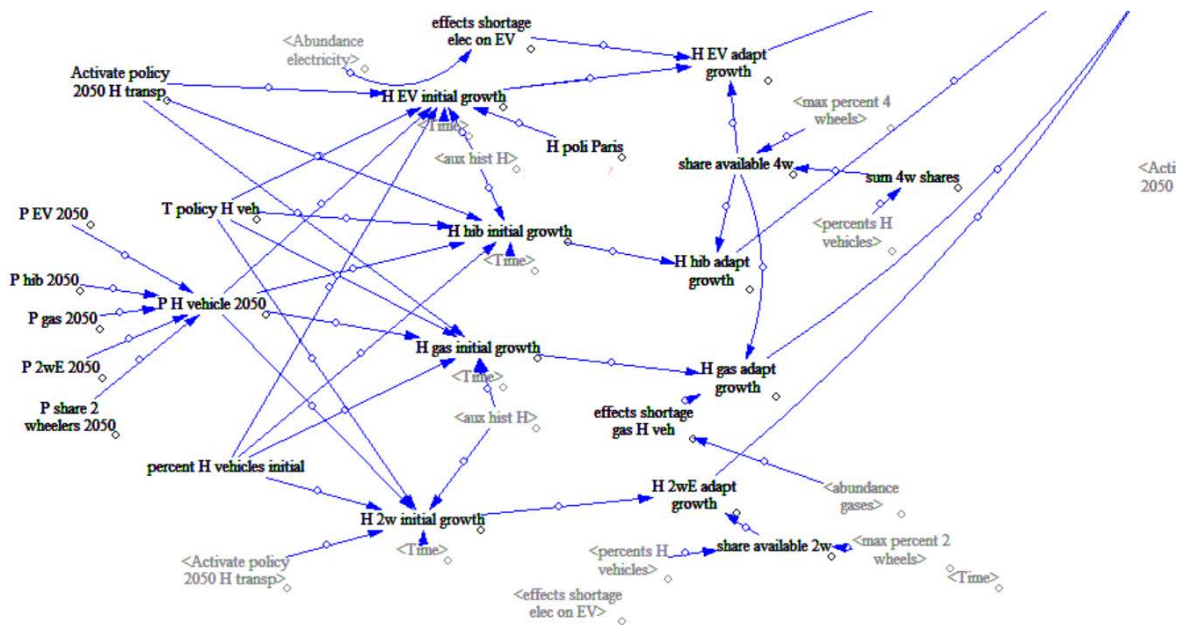 effects shortage
elec on EV
<Abundance
electricity>
H EV adapt
growth
Activate policy
2050 H transp
H EV initial growth
<Time>
H poli Paris
<max percent 4
wheels>
<aux hist H>
share available 4w
sum 4w shares
<Acti
2050
P EV 2050
T policy H veh
<percents H
vehicles>
H hib initial growth
<Time>
H hib adapt
growth
P hib 2050
P H vehicle 2050
P gas 2050
H gas initial growth
<Time>
H gas adapt
growth
P 2wE 2050
P share 2
wheelers 2050
<aux hist H>
effects shortage
gas H veh
percent H vehicles initial
H 2wE adapt
growth
<abundance
gases>
H 2w initial growth
<Time>
<Activate policy
2050 H transp>
<percents H
vehicles>
share available 2w
<max percent 2
wheels>
<Time>
<effects shortage
elec on EV>